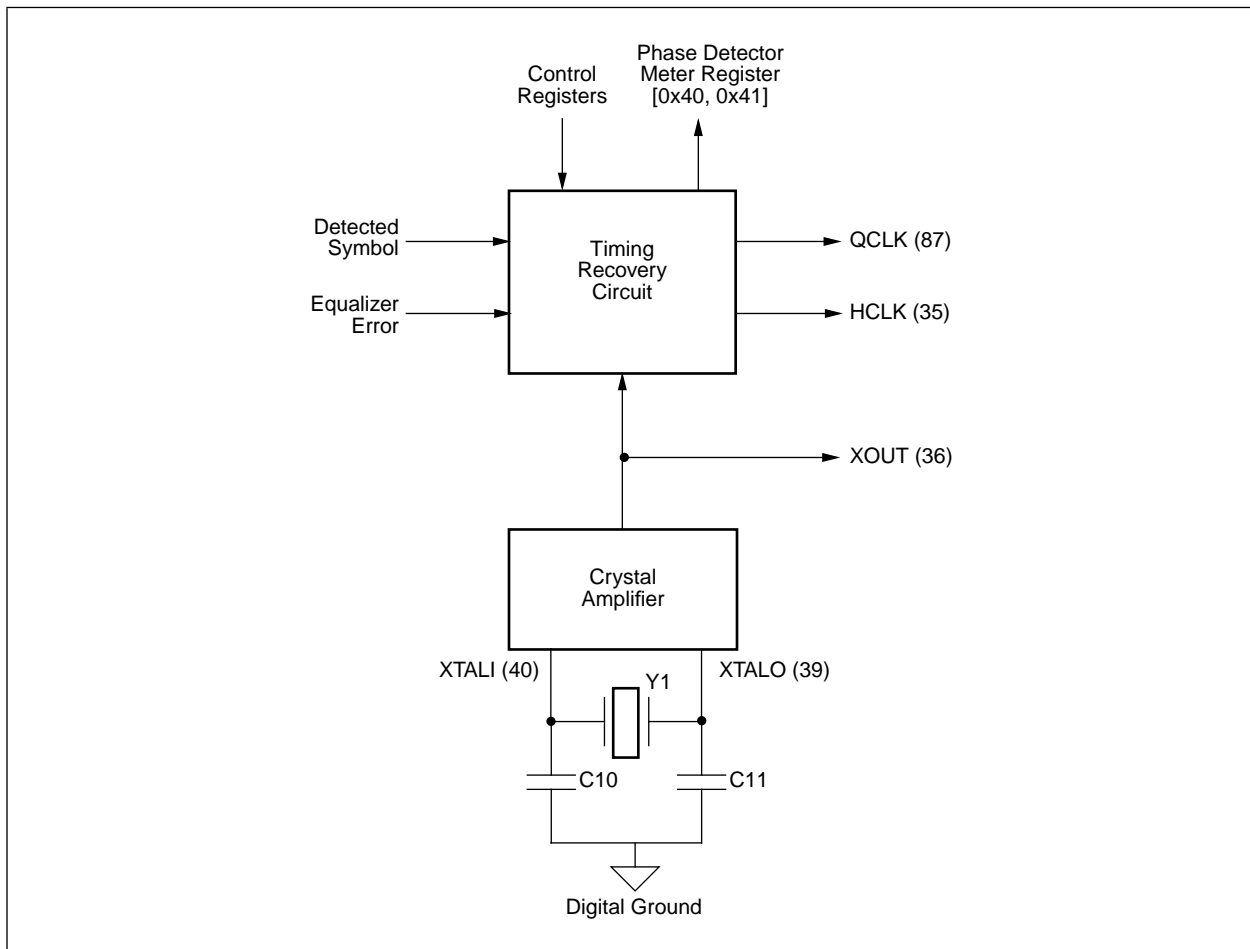 Phase Detector
Meter Register
[0x40, 0x41]
Control
Registers
Detected
Symbol
Equalizer
Error
Timing
Recovery
Circuit
QCLK (87)
HCLK (35)
XOUT (36)
Crystal
Amplifier
XTALI (40)
Y1
XTALO (39)
C10
C11
Digital Ground